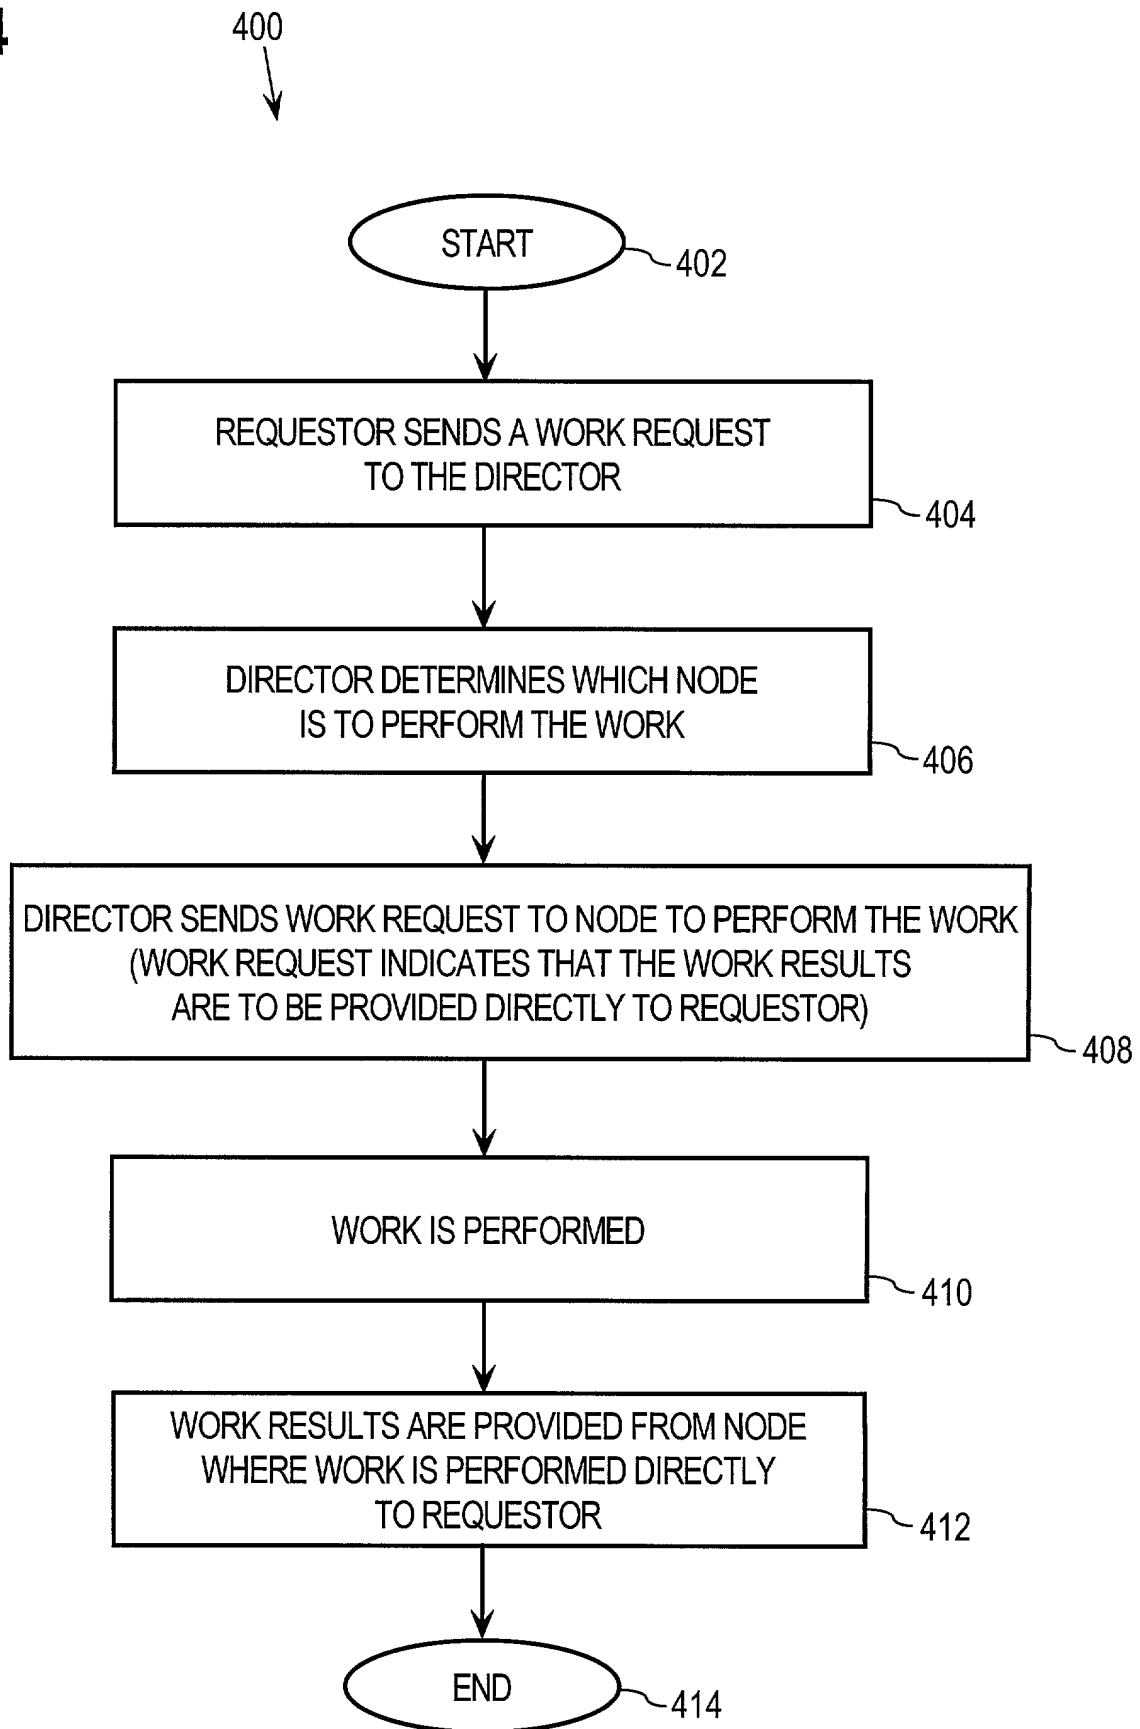 4
400
START
402
REQUESTOR SENDS A WORK REQUEST
TO THE DIRECTOR
404
DIRECTOR DETERMINES WHICH NODE
IS TO PERFORM THE WORK
406
DIRECTOR SENDS WORK REQUEST TO NODE TO PERFORM THE WORK
(WORK REQUEST INDICATES THAT THE WORK RESULTS
ARE TO BE PROVIDED DIRECTLY TO REQUESTOR)
408
WORK IS PERFORMED
410
WORK RESULTS ARE PROVIDED FROM NODE
WHERE WORK IS PERFORMED DIRECTLY
TO REQUESTOR
412
END
414